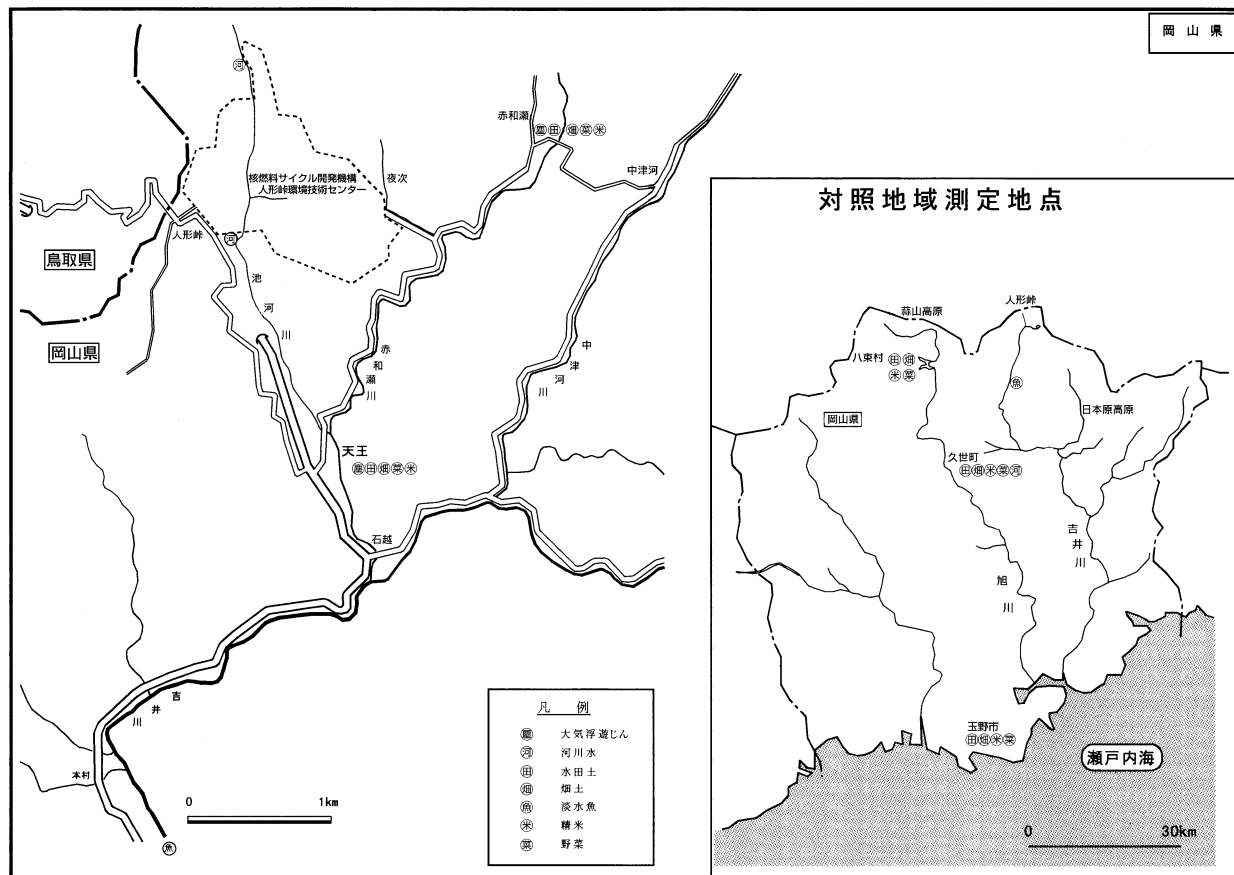 岡山県
河
赤和瀬
塵田畑菜米
中津河
核燃料サイクル開発機構
人形峠環境技術センター
夜次
人形峠
河
鳥取県
岡山県
池河川
赤和瀬川
中津河川
天王
塵田畑菜米
石越
吉井川
本村
魚
0 1km
凡例
塵 大気浮遊じん
河 河川水
田 水田土
畑 畑土
魚 淡水魚
米 精米
菜 野菜
対照地域測定地点
人形峠
蒜山高原
八束村 田畑
米菜
魚
日本原高原
岡山県
久世町
田畑米菜河
吉井川
旭川
玉野市
田畑米菜
瀬戸内海
0 30km